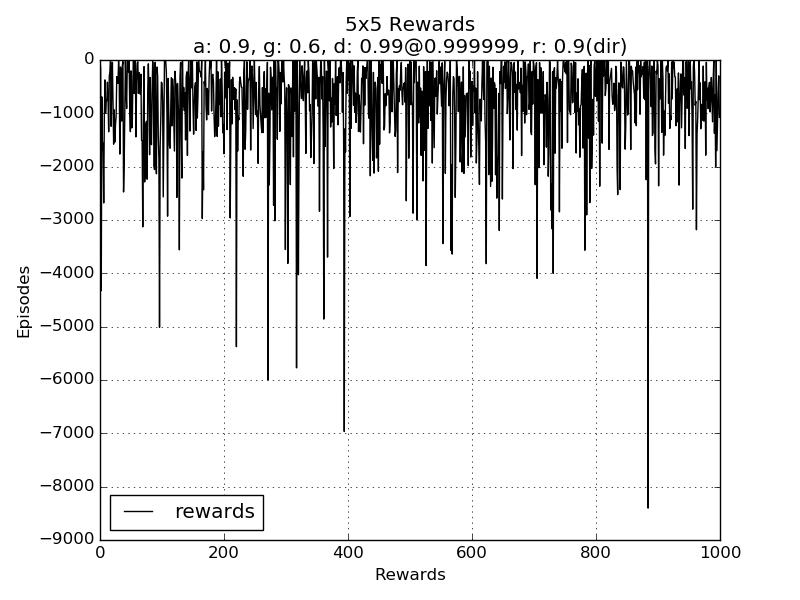 5x5 Rewards
a: 0.9, g: 0.6, d: 0.99@0.999999, r: 0.9(dir)
0
−1000
−2000
−3000
−4000
−5000
−6000
−7000
−8000
−9000
Episodes
rewards
0 200 400 600 800 1000
Rewards